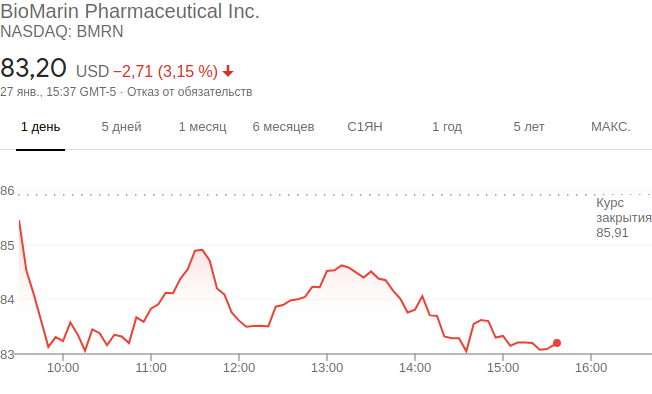 BioMarin Pharmaceutical Inc.
NASDAQ: BMRN
83,20 USD −2,71 (3,15 %)
27 янв., 15:37 GMT-5 · Отказ от обязательств
1 день 5 дней 1 месяц 6 месяцев С1ЯН 1 год 5 лет МАКС.
86
Курс
закрытия
85,91
85
84
83
10:00 11:00 12:00 13:00 14:00 15:00 16:00